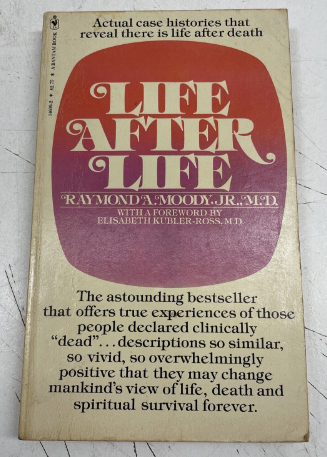 Actual case histories that
reveal there is life after death
LIFE
AFTER
LIFE
RAYMOND A. MOODY, JR., M.D.
WITH A FOREWORD BY
ELISABETH KUBLER-ROSS, M.D.
The astounding bestseller
that offers true experiences of those
people declared clinically
“dead”... descriptions so similar,
so vivid, so overwhelmingly
positive that they may change
mankind's view of life, death and
spiritual survival forever.
A BANTAM BOOK